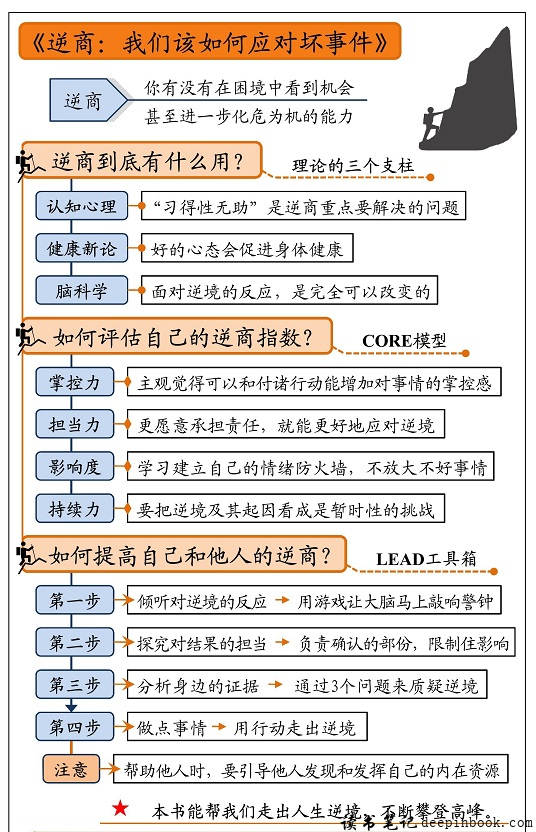 《逆商：我们该如何应对坏事件》
逆商
你有没有在困境中看到机会
甚至进一步化危为机的能力
逆商到底有什么用？
理论的三个支柱
认知心理
“习得性无助”是逆商重点要解决的问题
健康新论
好的心态会促进身体健康
脑科学
面对逆境的反应，是完全可以改变的
如何评估自己的逆商指数？
CORE模型
掌控力
主观觉得可以和付诸行动能增加对事情的掌控感
担当力
更愿意承担责任，就能更好地应对逆境
影响度
学习建立自己的情绪防火墙，不放大不好事情
持续力
要把逆境及其起因看成是暂时性的挑战
如何提高自己和他人的逆商？
LEAD工具箱
第一步
倾听对逆境的反应 → 用游戏让大脑马上敲响警钟
第二步
探究对结果的担当 → 负责确认的部份，限制住影响
第三步
分析身边的证据 → 通过3个问题来质疑逆境
第四步
做点事情 → 用行动走出逆境
注意
帮助他人时，要引导他人发现和发挥自己的内在资源
★ 本书能帮我们走出人生逆境，不断攀登高峰。
读书笔记deepinbook.com